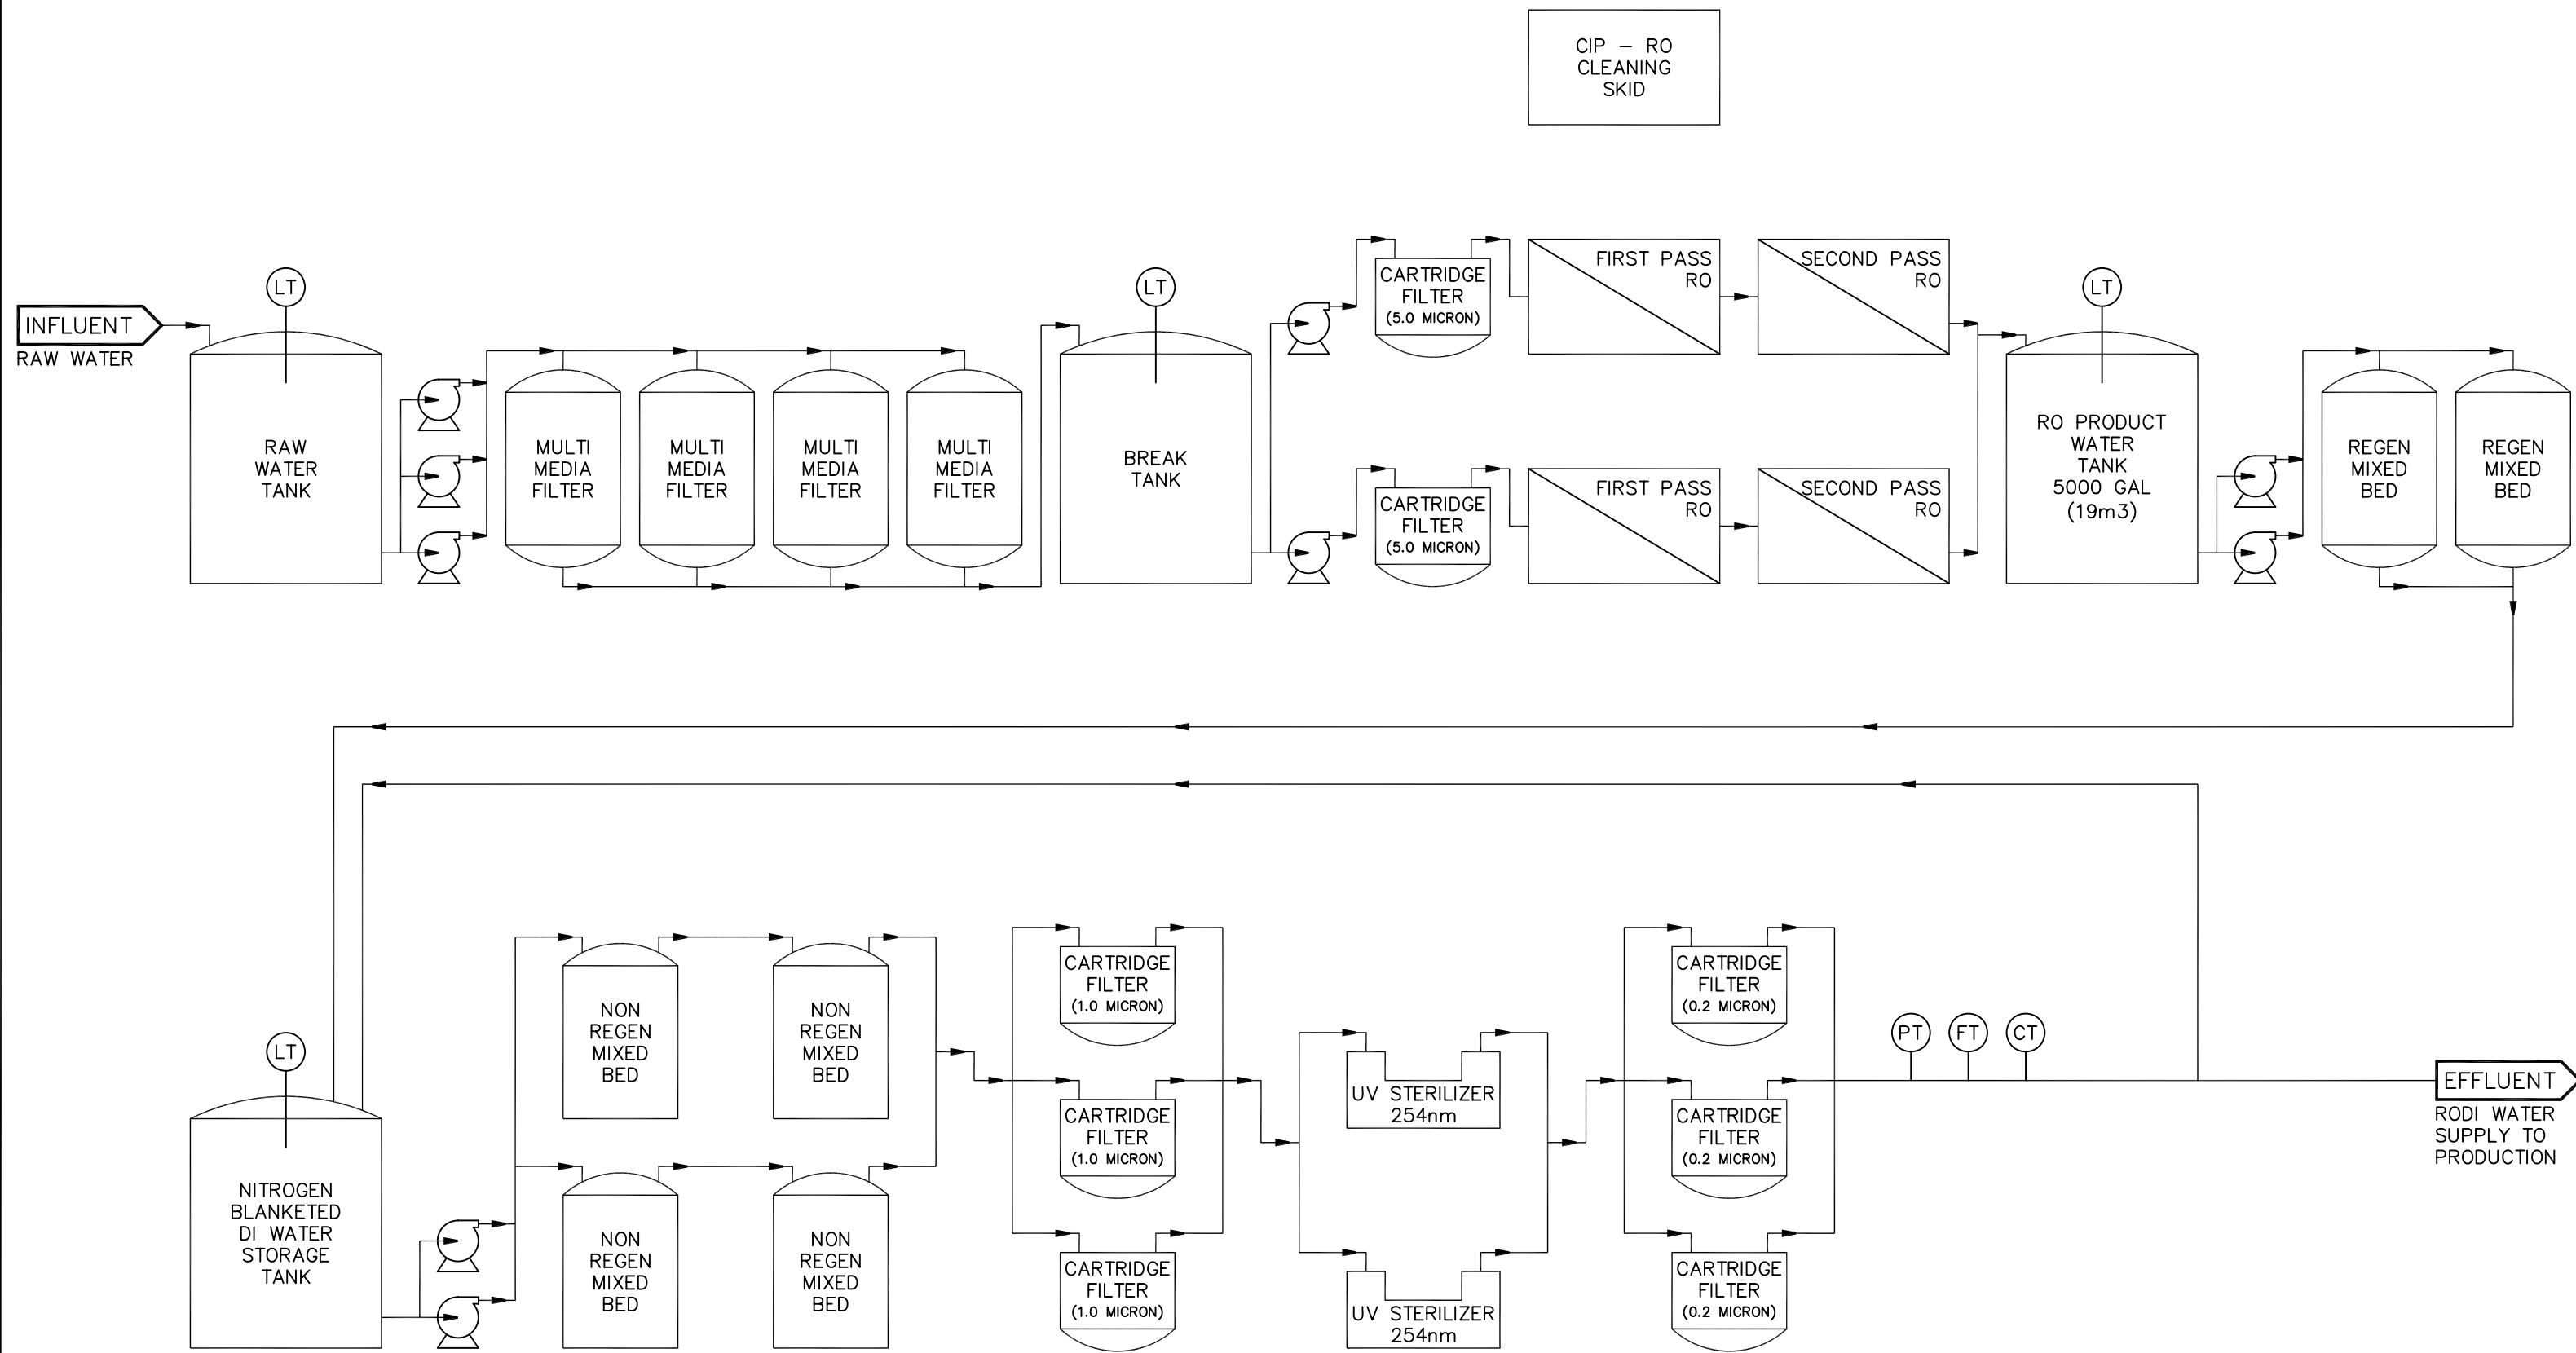 CIP – RO
CLEANING
SKID
INFLUENT
RAW WATER
LT
RAW
WATER
TANK
MULTI
MEDIA
FILTER
MULTI
MEDIA
FILTER
MULTI
MEDIA
FILTER
MULTI
MEDIA
FILTER
LT
BREAK
TANK
CARTRIDGE
FILTER
(5.0 MICRON)
FIRST PASS
RO
SECOND PASS
RO
CARTRIDGE
FILTER
(5.0 MICRON)
FIRST PASS
RO
SECOND PASS
RO
LT
RO PRODUCT
WATER
TANK
5000 GAL
(19m3)
REGEN
MIXED
BED
REGEN
MIXED
BED
LT
NITROGEN
BLANKETED
DI WATER
STORAGE
TANK
NON
REGEN
MIXED
BED
NON
REGEN
MIXED
BED
NON
REGEN
MIXED
BED
NON
REGEN
MIXED
BED
CARTRIDGE
FILTER
(1.0 MICRON)
CARTRIDGE
FILTER
(1.0 MICRON)
CARTRIDGE
FILTER
(1.0 MICRON)
UV STERILIZER
254nm
UV STERILIZER
254nm
CARTRIDGE
FILTER
(0.2 MICRON)
CARTRIDGE
FILTER
(0.2 MICRON)
CARTRIDGE
FILTER
(0.2 MICRON)
PT
FT
CT
EFFLUENT
RODI WATER
SUPPLY TO
PRODUCTION